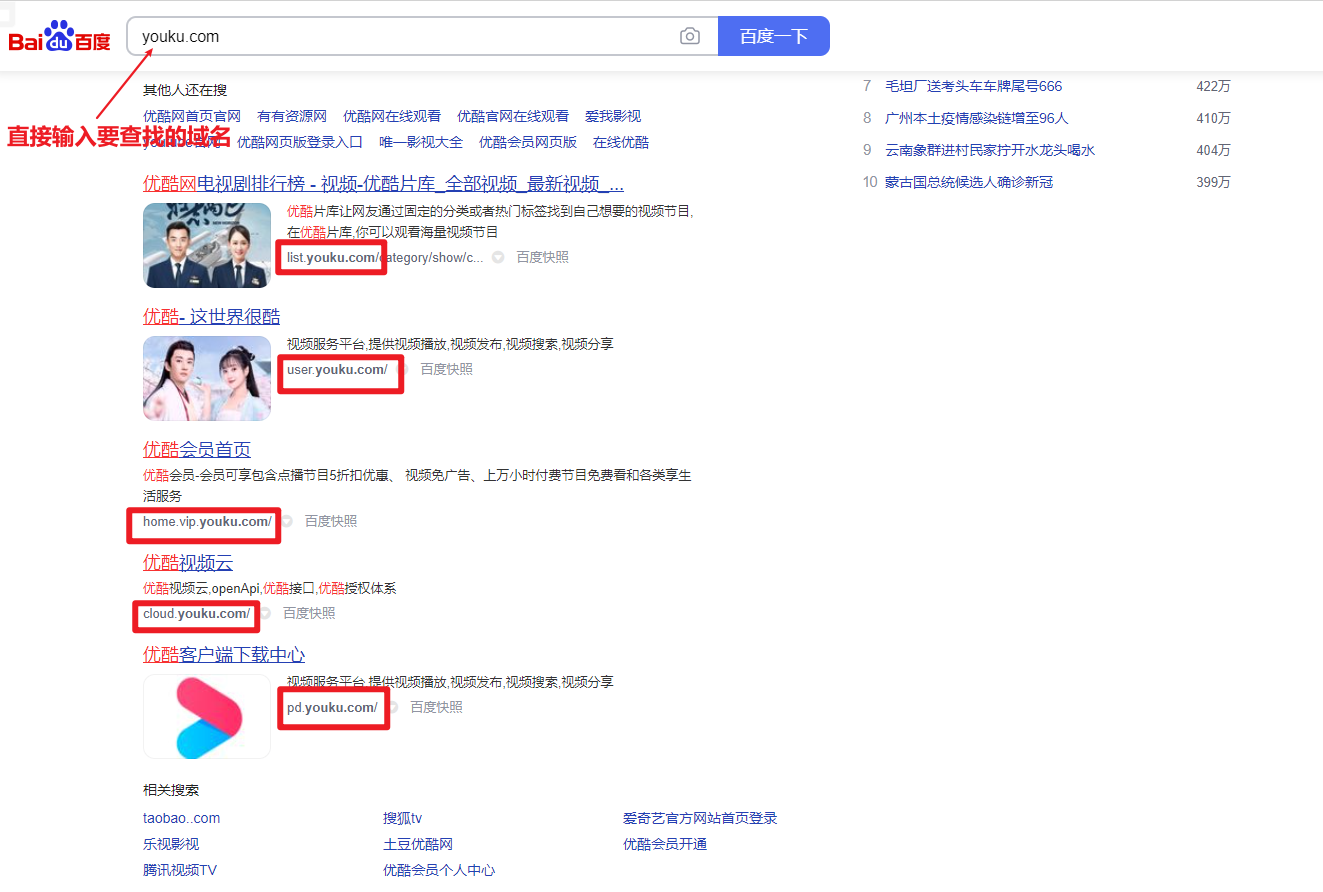 Bai du 百度
youku.com
百度一下
直接输入要查找的域名
其他人还在搜
优酷网首页官网 有有资源网 优酷网在线观看 优酷官网在线观看 爱我影视
优酷网页版登录入口 唯一影视大全 优酷会员网页版 在线优酷
优酷网电视剧排行榜 - 视频-优酷片库_全部视频_最新视频_...
优酷片库让网友通过固定的分类或者热门标签找到自己想要的视频节目,
在优酷片库,你可以观看海量视频节目
list.youku.com/category/show/c... 百度快照
优酷- 这世界很酷
视频服务平台,提供视频播放,视频发布,视频搜索,视频分享
user.youku.com/ 百度快照
优酷会员首页
优酷会员-会员可享包含点播节目5折扣优惠、 视频免广告、上万小时付费节目免费看和各类享生
活服务
home.vip.youku.com/ 百度快照
优酷视频云
优酷视频云,openApi,优酷接口,优酷授权体系
cloud.youku.com/ 百度快照
优酷客户端下载中心
视频服务平台,提供视频播放,视频发布,视频搜索,视频分享
pd.youku.com/ 百度快照
相关搜索
taobao..com 搜狐tv 爱奇艺官方网站首页登录
乐视影视 土豆优酷网 优酷会员开通
腾讯视频TV 优酷会员个人中心
7 毛坦厂送考头车车牌尾号666 422万
8 广州本土疫情感染链增至96人 410万
9 云南象群进村民家拧开水龙头喝水 404万
10 蒙古国总统候选人确诊新冠 399万